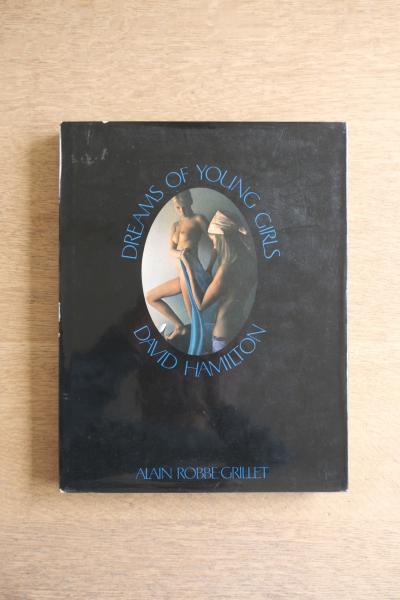 DREAMS OF YOUNG GIRLS
DAVID HAMILTON
ALAIN ROBBE GRILLET